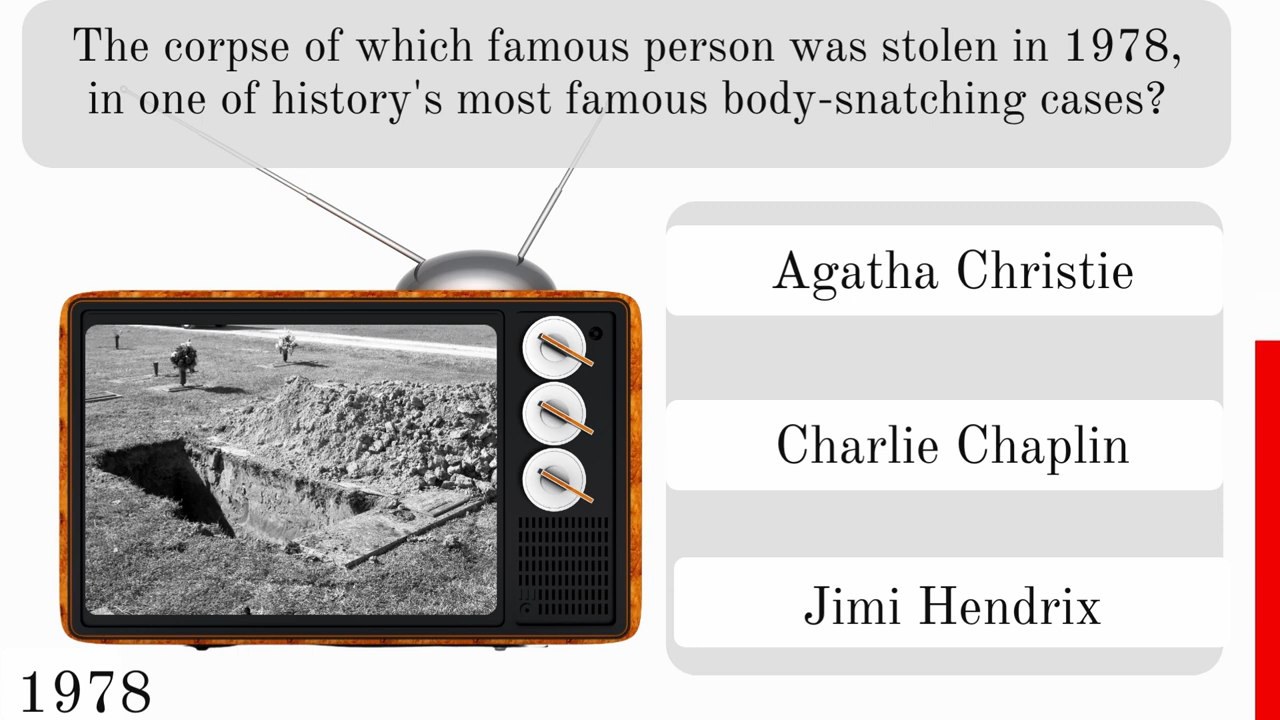 The corpse of which famous person was stolen in 1978,
in one of history's most famous body-snatching cases?
Agatha Christie
Charlie Chaplin
Jimi Hendrix
1978